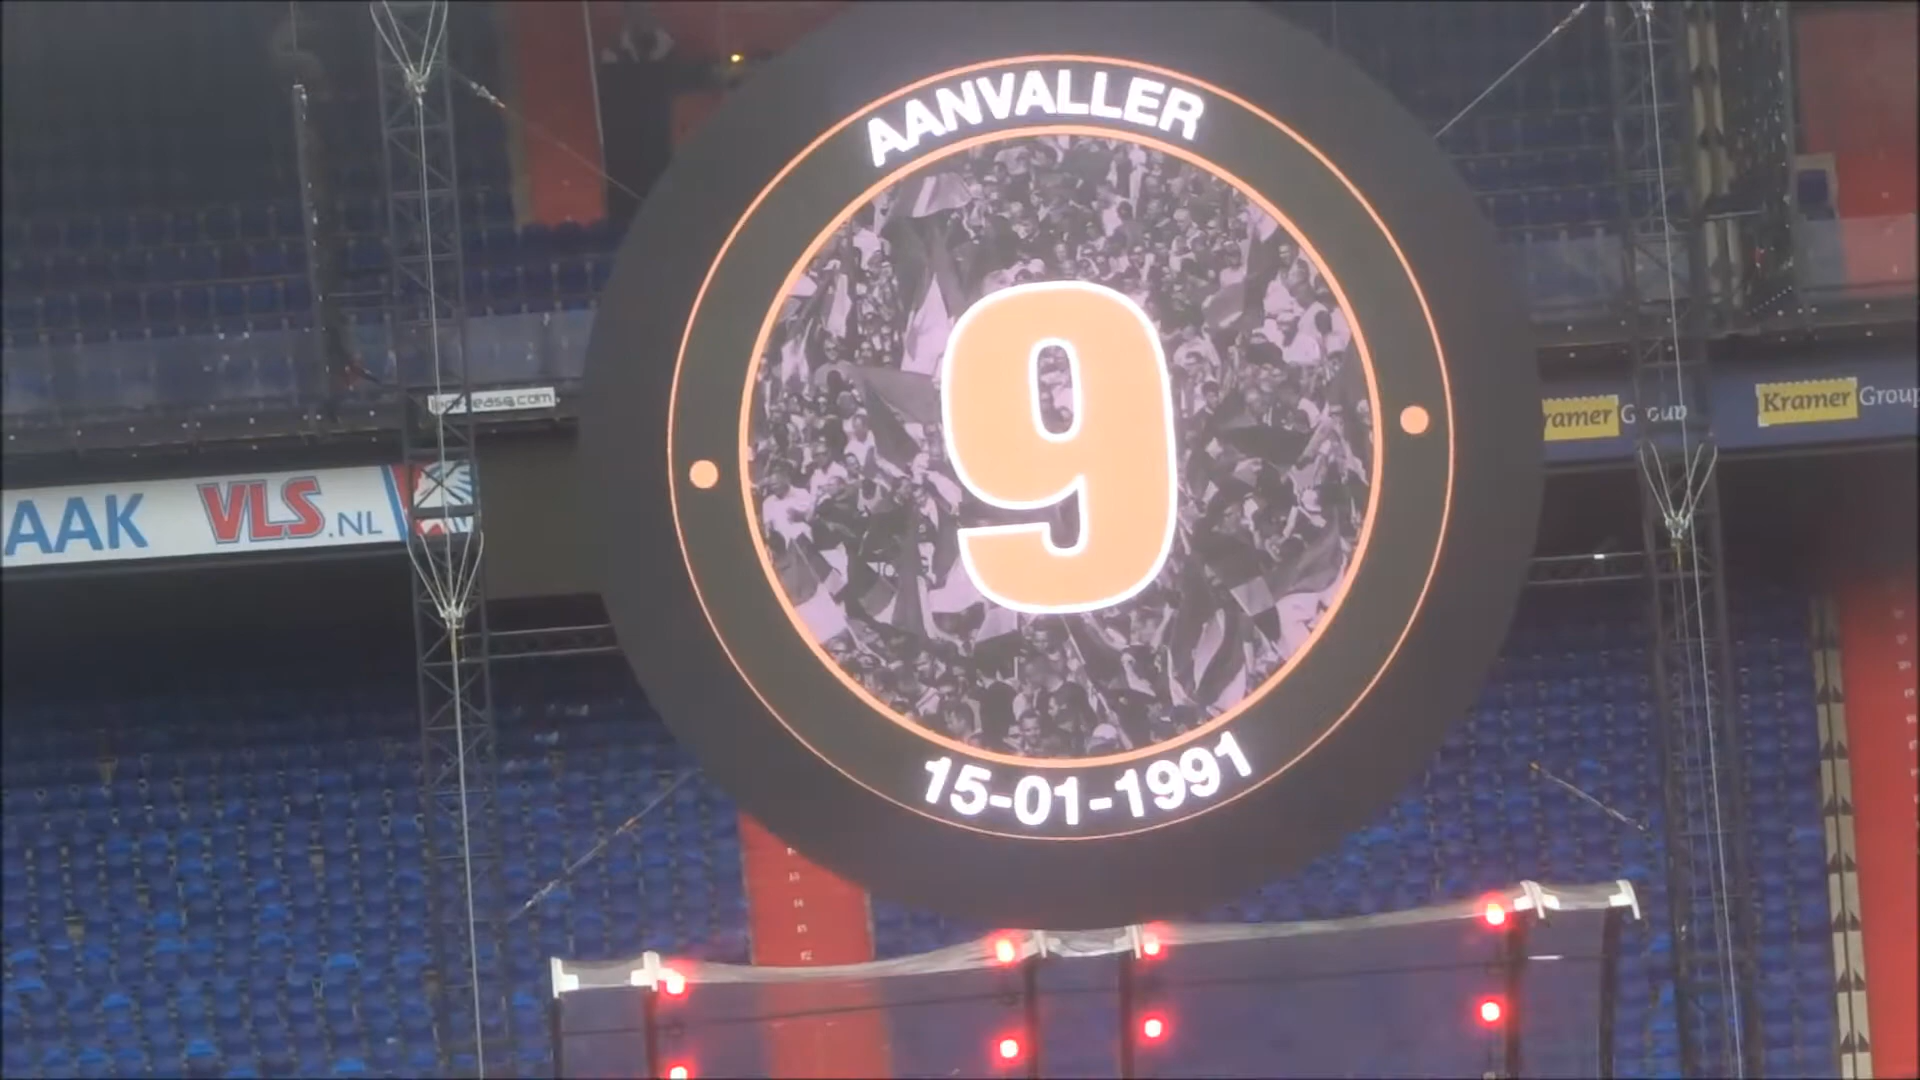 AANVALLER
9
15-01-1991
AAK VLS.NL
Kramer Group